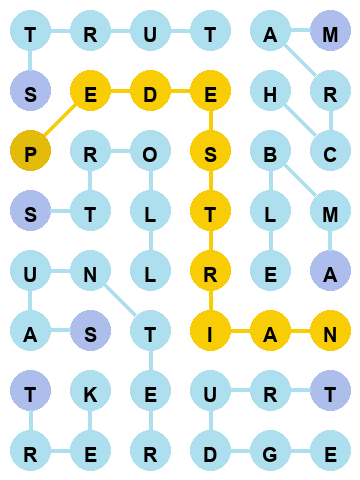 T R U T A M
S E D E H R
P R O S B C
S T L T L M
U N L R E A
A S T I A N
T K E U R T
R E R D G E